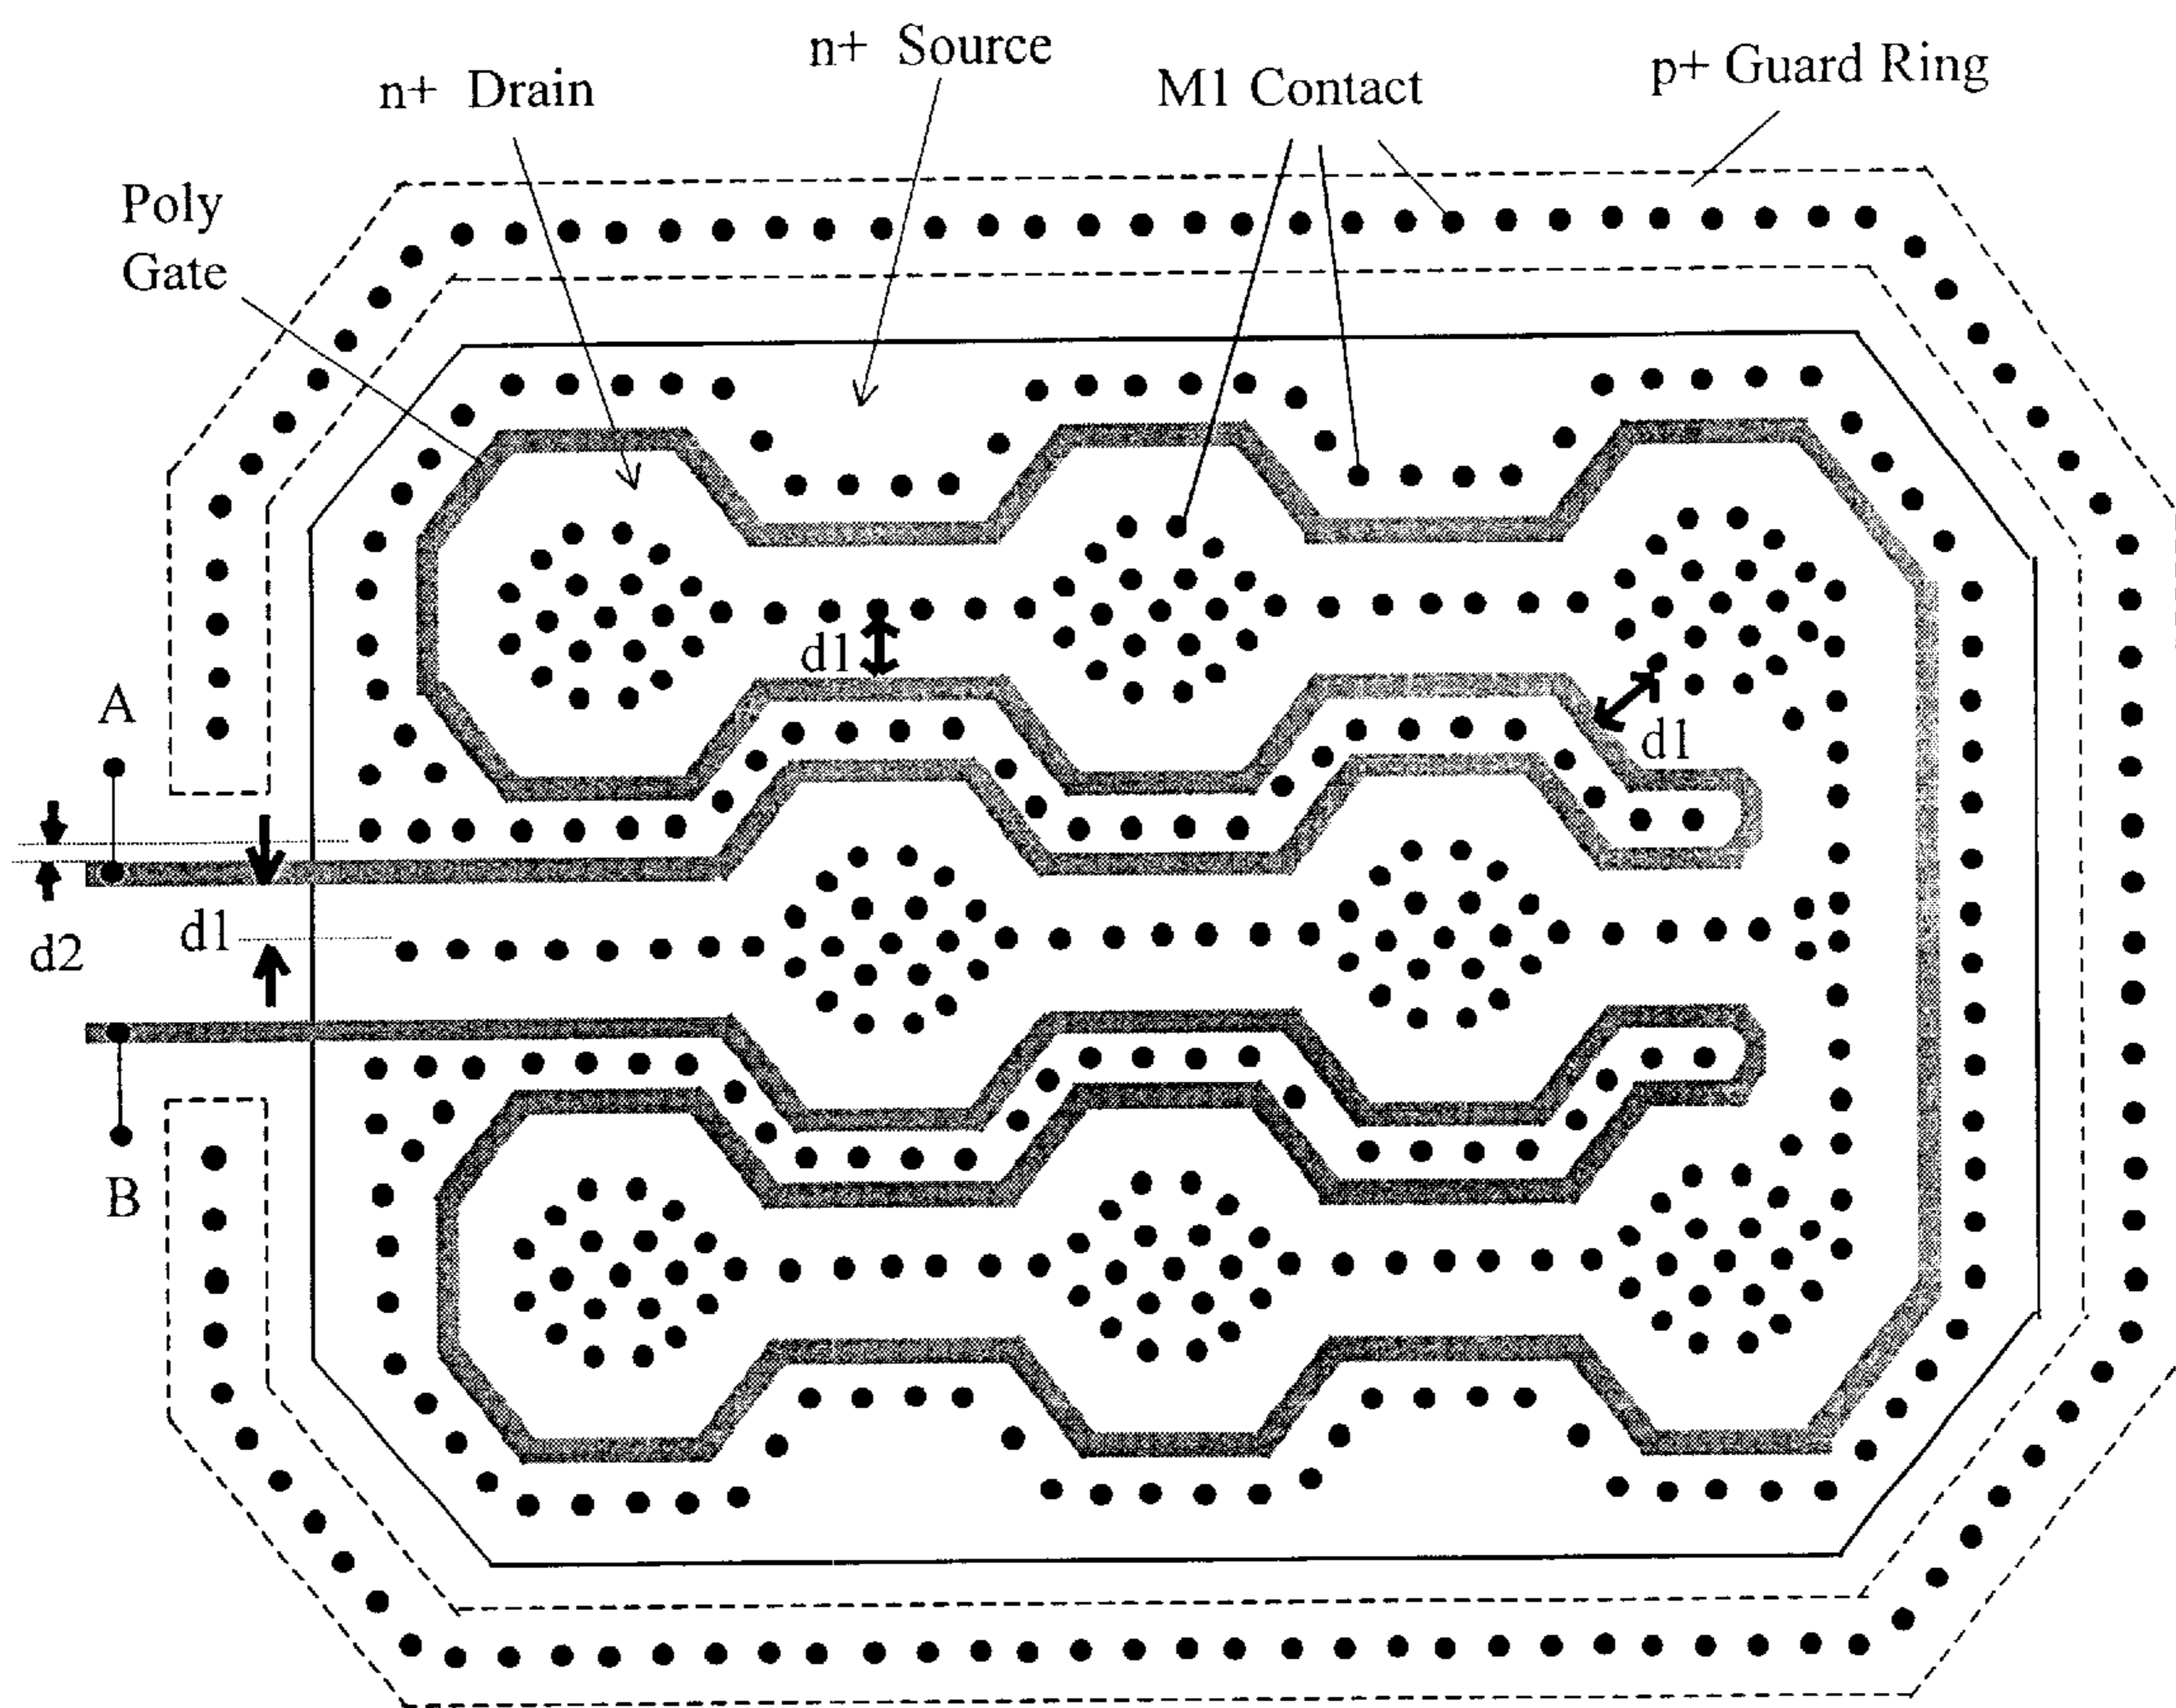 n+ Source
n+ Drain
M1 Contact
p+ Guard Ring
Poly
Gate
d1
A
d1
d1
d2
B